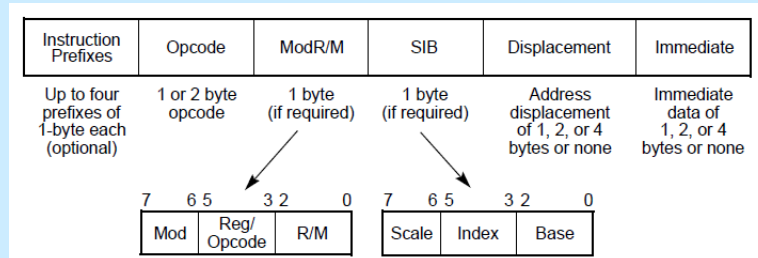 Instruction Prefixes Opcode ModR/M SIB Displacement Immediate
Up to four 1 or 2 byte 1 byte 1 byte Address Immediate
prefixes of opcode (if required) (if required) displacement data of
1-byte each of 1, 2, or 4 1, 2, or 4
(optional) bytes or none bytes or none
7 6 5 3 2 0 7 6 5 3 2 0
Mod Reg/ Opcode R/M Scale Index Base